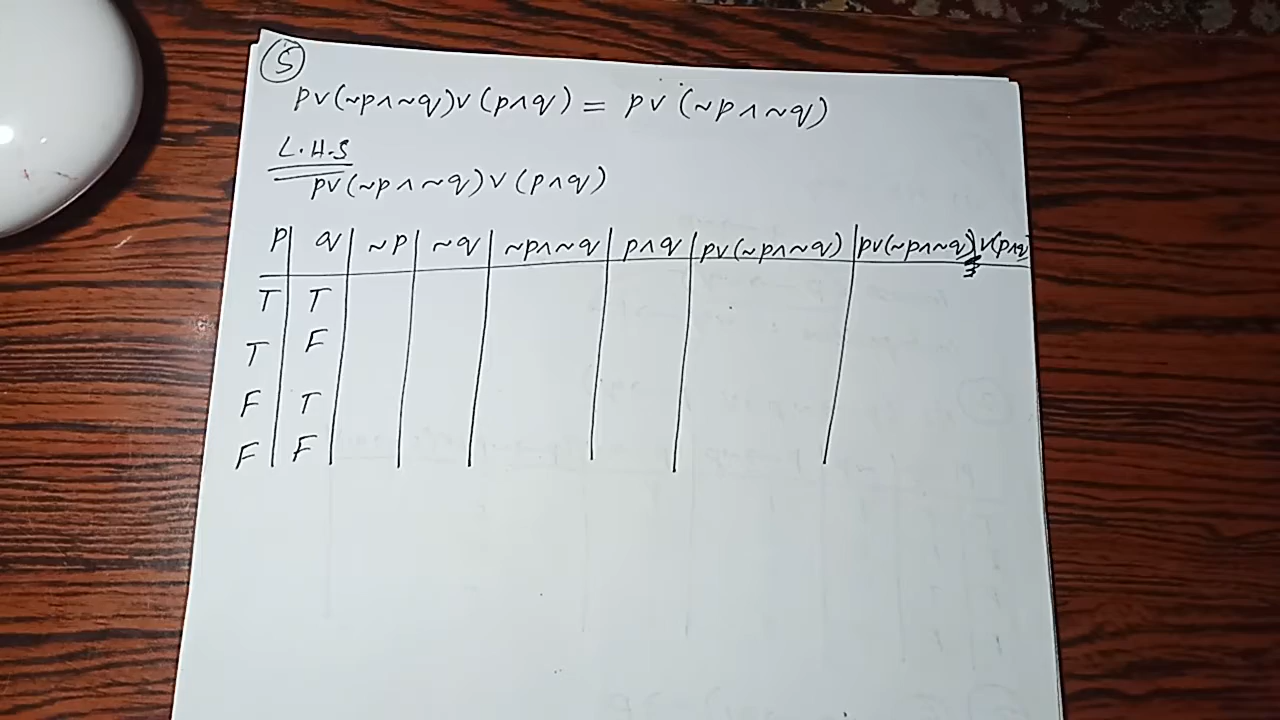 5
p∨(~p∧~q)∨(p∧q) = p∨(~p∧~q)
L.H.S
p∨(~p∧~q)∨(p∧q)
p q ~p ~q ~p∧~q p∧q p∨(~p∧~q) p∨(~p∧~q)∨(p∧q
T T
T F
F T
F F